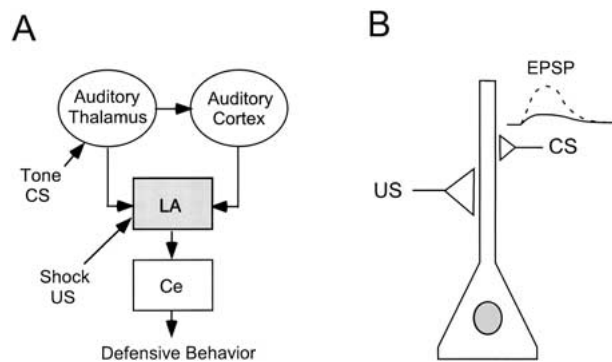 A
Auditory
Thalamus
Auditory
Cortex
Tone
CS
LA
Shock
US
Ce
Defensive Behavior
B
EPSP
CS
US